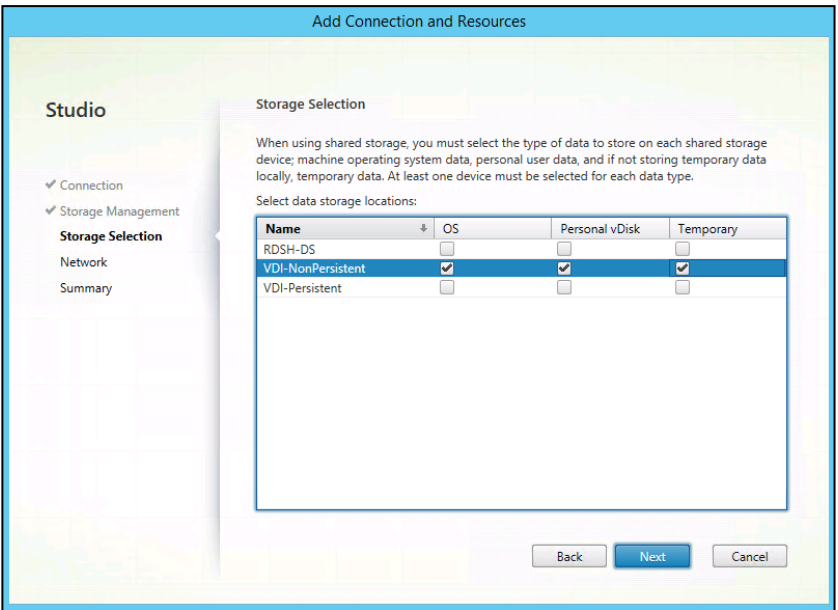 Add Connection and Resources
Studio
Connection
Storage Management
Storage Selection
Network
Summary
Storage Selection
When using shared storage, you must select the type of data to store on each shared storage
device; machine operating system data, personal user data, and if not storing temporary data
locally, temporary data. At least one device must be selected for each data type.
Select data storage locations:
Name OS Personal vDisk Temporary
RDSH-DS
VDI-NonPersistent
VDI-Persistent
Back Next Cancel